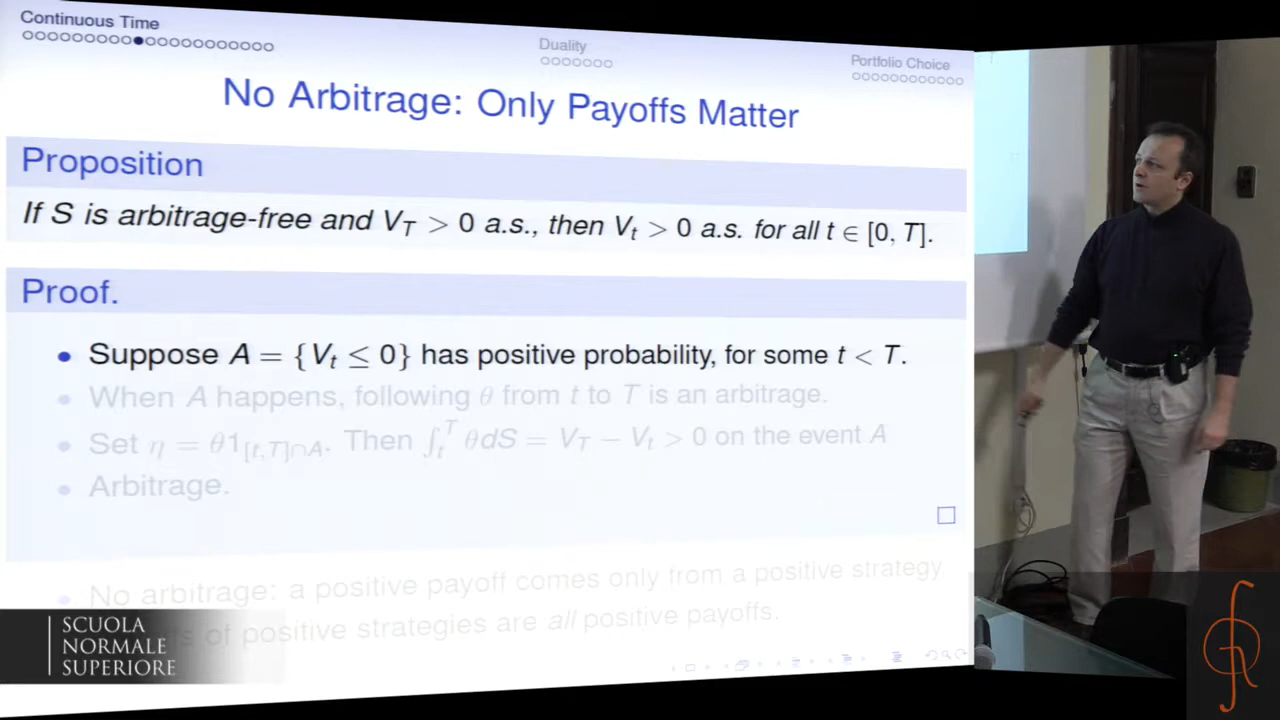 Continuous Time
Duality
Portfolio Choice
No Arbitrage: Only Payoffs Matter
Proposition
If S is arbitrage-free and V_T > 0 a.s., then V_t > 0 a.s. for all t ∈ [0, T].
Proof.
• Suppose A = {V_t ≤ 0} has positive probability, for some t < T.
• When A happens, following θ from t to T is an arbitrage.
• Set η = θ1_{[t,T]∩A}. Then ∫_t^T θdS = V_T − V_t > 0 on the event A
• Arbitrage.
□
• No arbitrage: a positive payoff comes only from a positive strategy
of positive strategies are all positive payoffs.
SCUOLA
NORMALE
SUPERIORE